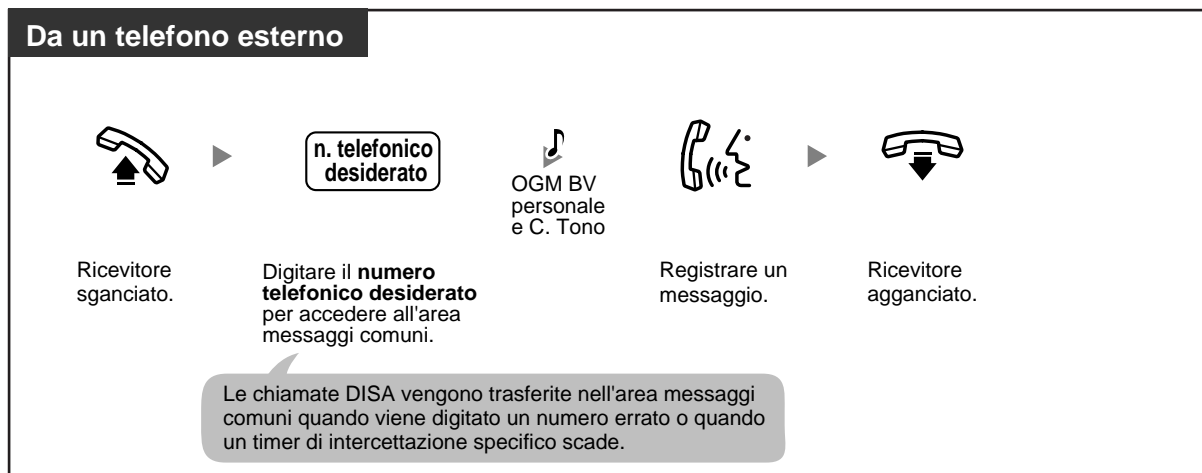 Da un telefono esterno
n. telefonico
desiderato
OGM BV
personale
e C. Tono
Ricevitore
sganciato.
Digitare il numero
telefonico desiderato
per accedere all'area
messaggi comuni.
Registrare un
messaggio.
Ricevitore
agganciato.
Le chiamate DISA vengono trasferite nell'area messaggi
comuni quando viene digitato un numero errato o quando
un timer di intercettazione specifico scade.